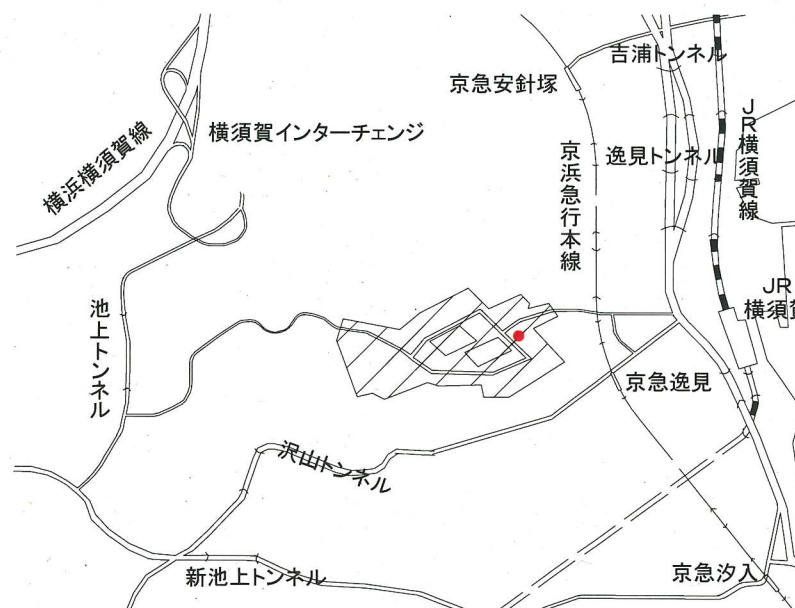 吉浦トンネル
京急安針塚
横須賀インターチェンジ
逸見トンネル
JR横須賀線
横浜横須賀線
京浜急行本線
池上トンネル
JR
横須賀
京急逸見
沢山トンネル
新池上トンネル
京急汐入